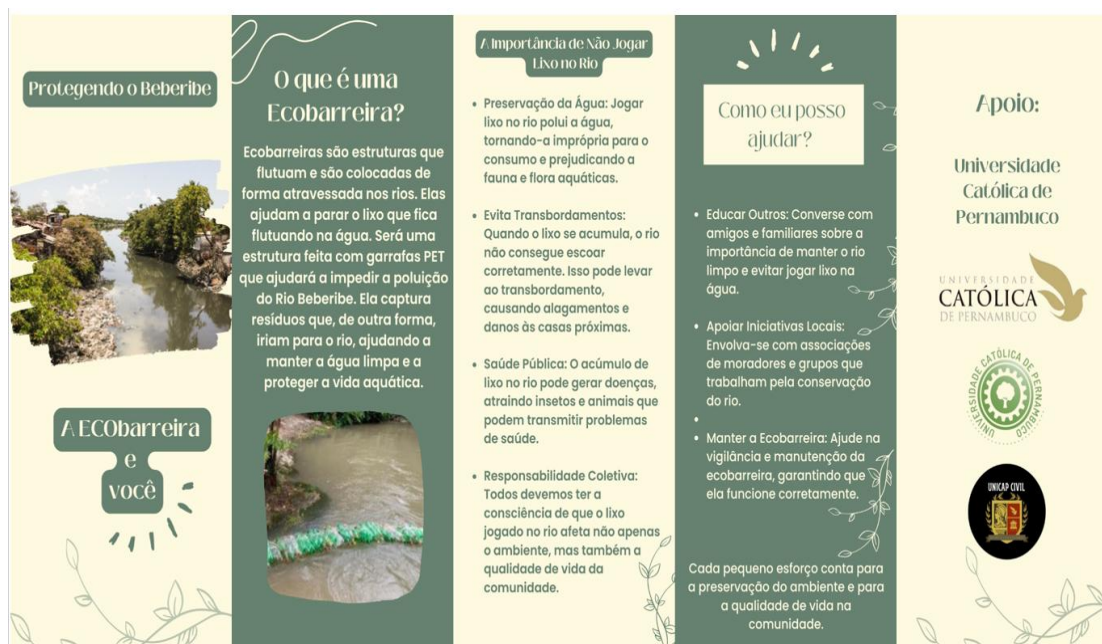 Protegendo o Beberibe
A ECObarreira
e
você
O que é uma
Ecobarreira?
Ecobarreiras são estruturas que
flutuam e são colocadas de
forma atravessada nos rios. Elas
ajudam a parar o lixo que fica
flutuando na água. Será uma
estrutura feita com garrafas PET
que ajudará a impedir a poluição
do Rio Beberibe. Ela captura
resíduos que, de outra forma,
iriam para o rio, ajudando a
manter a água limpa e a
proteger a vida aquática.
A Importância de Não Jogar
Lixo no Rio
• Preservação da Água: Jogar
lixo no rio polui a água,
tornando-a imprópria para o
consumo e prejudicando a
fauna e flora aquáticas.
• Evita Transbordamentos:
Quando o lixo se acumula, o rio
não consegue escoar
corretamente. Isso pode levar
ao transbordamento,
causando alagamentos e
danos às casas próximas.
• Saúde Pública: O acúmulo de
lixo no rio pode gerar doenças,
atraindo insetos e animais que
podem transmitir problemas
de saúde.
• Responsabilidade Coletiva:
Todos devemos ter a
consciência de que o lixo
jogado no rio afeta não apenas
o ambiente, mas também a
qualidade de vida da
comunidade.
Como eu posso
ajudar?
• Educar Outros: Converse com
amigos e familiares sobre a
importância de manter o rio
limpo e evitar jogar lixo na
água.
• Apoiar Iniciativas Locais:
Envolva-se com associações
de moradores e grupos que
trabalham pela conservação
do rio.
•
• Manter a Ecobarreira: Ajude na
vigilância e manutenção da
ecobarreira, garantindo que
ela funcione corretamente.
Cada pequeno esforço conta para
a preservação do ambiente e para
a qualidade de vida na
comunidade.
Apoio:
Universidade
Católica de
Pernambuco
UNIVERSIDADE
CATÓLICA
DE PERNAMBUCO
UNIVERSIDADE CATÓLICA DE PERNAMBUCO
UNICAP CIVIL